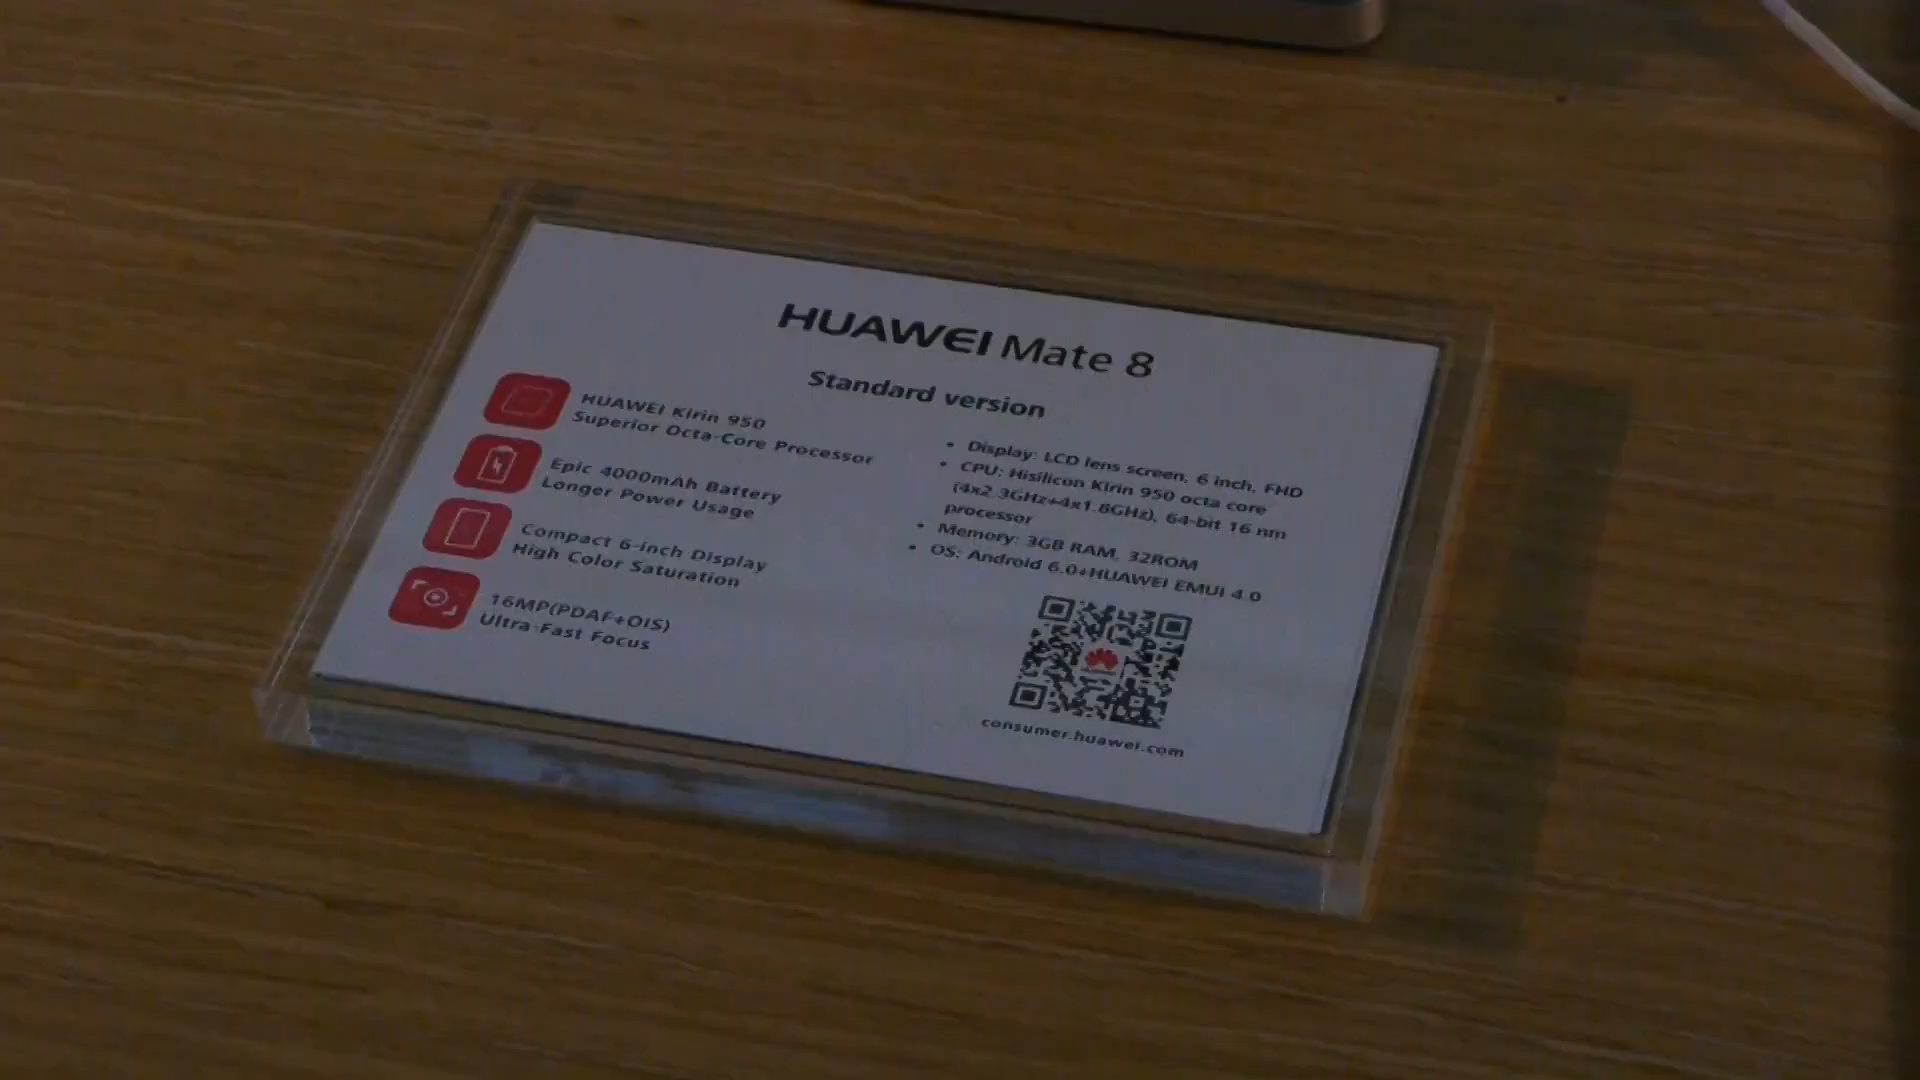 HUAWEI Mate 8
Standard version
HUAWEI Kirin 950
Superior Octa-Core Processor
Epic 4000mAh Battery
Longer Power Usage
Compact 6-inch Display
High Color Saturation
16MP(PDAF+OIS)
Ultra-Fast Focus
• Display: LCD lens screen, 6 inch, FHD
• CPU: Hisilicon Kirin 950 octa core
(4x2.3GHz+4x1.8GHz), 64-bit 16 nm
processor
• Memory: 3GB RAM, 32ROM
• OS: Android 6.0+HUAWEI EMUI 4.0
consumer.huawei.com